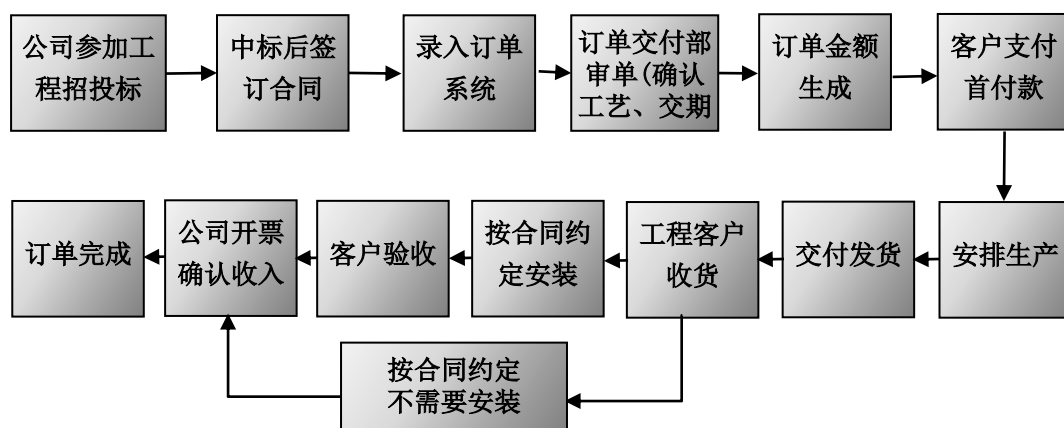 公司参加工
程招投标
中标后签
订合同
录入订单
系统
订单交付部
审单(确认
工艺、交期
订单金额
生成
客户支付
首付款
安排生产
交付发货
工程客户
收货
按合同约
定安装
客户验收
公司开票
确认收入
订单完成
按合同约定
不需要安装